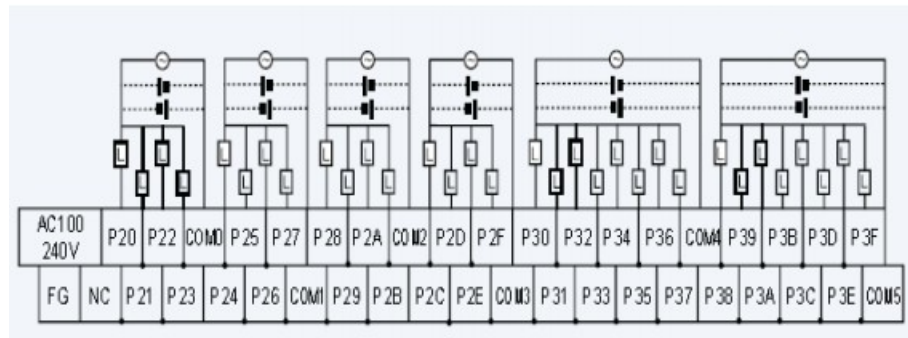 L L L L L L L L L L L L L L L L
L L L L L L L L L L L L L L L L
AC100
240V
P20 P22 COM0 P25 P27 P28 P2A COM2 P2D P2F P30 P32 P34 P36 COM4 P39 P3B P3D P3F
FG NC P21 P23 P24 P26 COM1 P29 P2B P2C P2E COM3 P31 P33 P35 P37 P38 P3A P3C P3E COM5